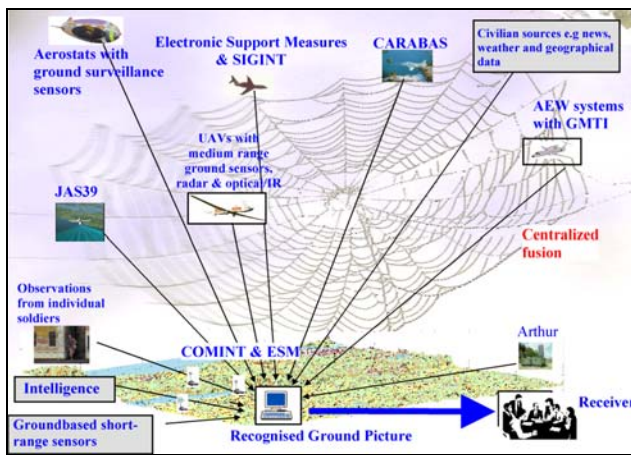 Aerostats with
ground surveillance
sensors
Electronic Support Measures
& SIGINT
CARABAS
Civilian sources e.g news,
weather and geographical
data
AEW systems
with GMTI
UAVs with
medium range
ground sensors,
radar & optical/IR
JAS39
Centralized
fusion
Observations
from individual
soldiers
COMINT & ESM
Arthur
Intelligence
Groundbased short-
range sensors
Recognised Ground Picture
Receiver